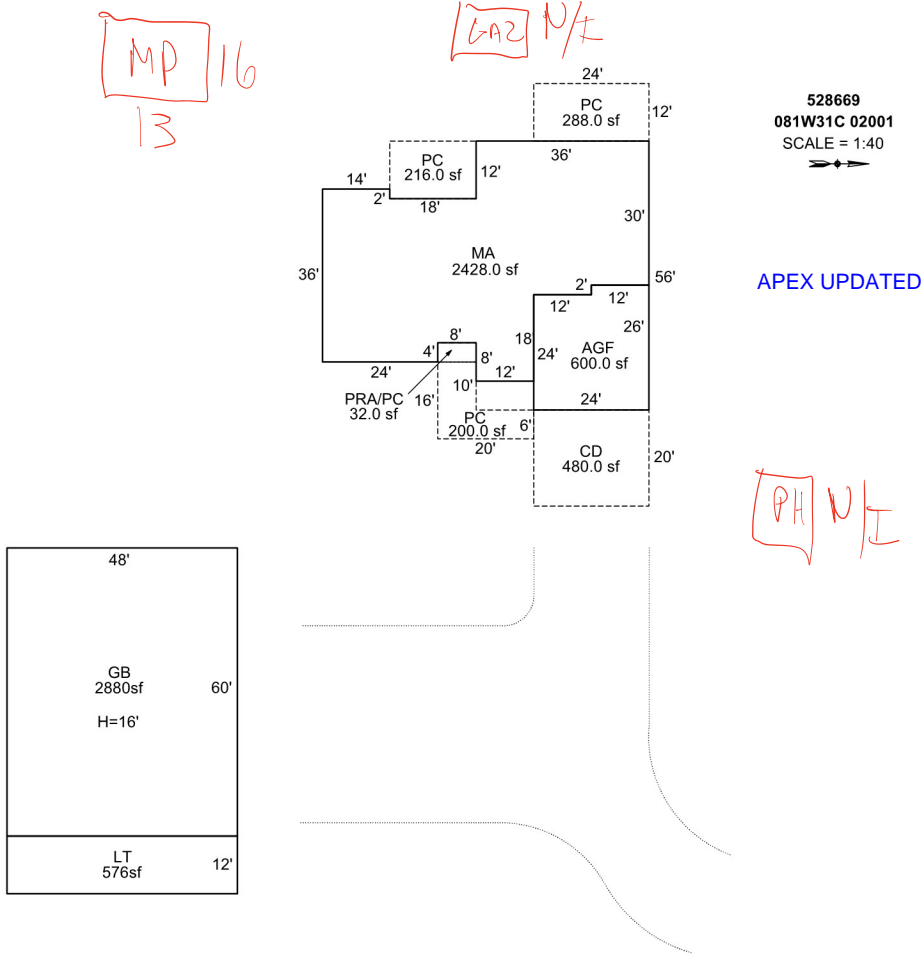 MP
16
13
GAZ N/I
24'
PC
288.0 sf
12'
528669
081W31C 02001
SCALE = 1:40
36'
PC
216.0 sf
12'
14'
2'
18'
30'
MA
2428.0 sf
36'
56'
APEX UPDATED
2'
12'
12'
26'
18'
24'
AGF
600.0 sf
8'
4'
8'
24'
12'
10'
PRA/PC
32.0 sf
16'
24'
PC
200.0 sf
6'
20'
CD
480.0 sf
20'
PH N/I
48'
GB
2880sf
60'
H=16'
LT
576sf
12'